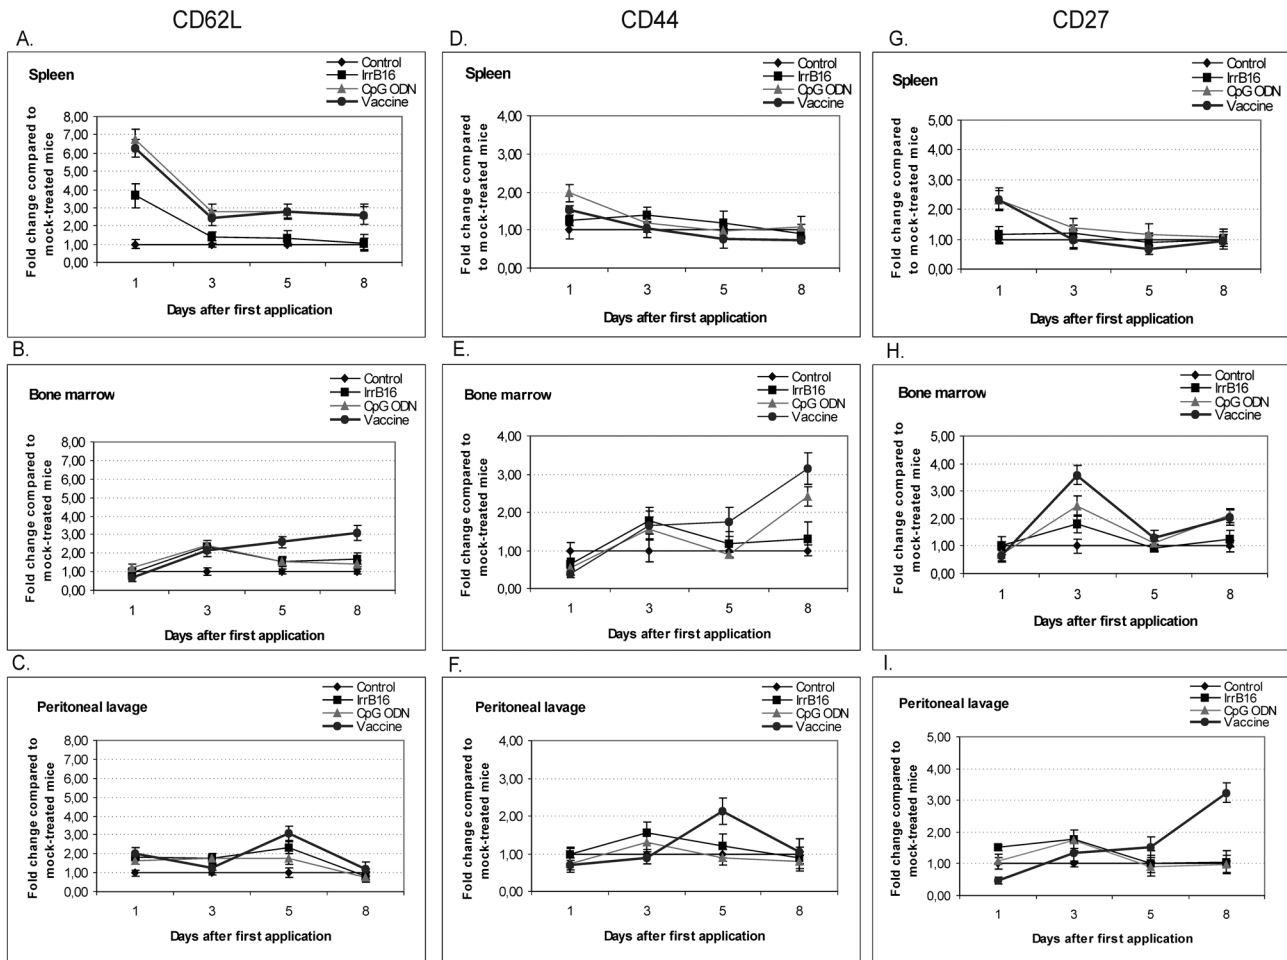 CD62L
CD44
CD27
A.
Spleen
Control
IrrB16
CpG ODN
Vaccine
Fold change compared to
mock-treated mice
8,00
7,00
6,00
5,00
4,00
3,00
2,00
1,00
0,00
1
3
5
8
Days after first application
D.
Spleen
Control
IrrB16
CpG ODN
Vaccine
Fold change compared
to mock-treated mice
4,00
3,00
2,00
1,00
0,00
1
3
5
8
Days after first application
G.
Spleen
Control
IrrB16
CpG ODN
Vaccine
Fold change compared
to mock-treated mice
5,00
4,00
3,00
2,00
1,00
0,00
1
3
5
8
Days after first application
B.
Bone marrow
Control
IrrB16
CpG ODN
Vaccine
Fold change compared to
mock-treated mice
8,00
7,00
6,00
5,00
4,00
3,00
2,00
1,00
0,00
1
3
5
8
Days after first application
E.
Bone marrow
Control
IrrB16
CpG ODN
Vaccine
Fold change compared to
mock-treated mice
4,00
3,00
2,00
1,00
0,00
1
3
5
8
Days after first application
H.
Bone marrow
Control
IrrB16
CpG ODN
Vaccine
Fold change compared to
mock-treated mice
5,00
4,00
3,00
2,00
1,00
0,00
1
3
5
8
Days after first application
C.
Peritoneal lavage
Control
IrrB16
CpG ODN
Vaccine
Fold change compared to
mock-treated mice
8,00
7,00
6,00
5,00
4,00
3,00
2,00
1,00
0,00
1
3
5
8
Days after first application
F.
Peritoneal lavage
Control
IrrB16
CpG ODN
Vaccine
Fold change compared to
mock-treated mice
4,00
3,00
2,00
1,00
0,00
1
3
5
8
Days after first application
I.
Peritoneal lavage
Control
IrrB16
CpG ODN
Vaccine
Fold change compared to
mock-treated mice
5,00
4,00
3,00
2,00
1,00
0,00
1
3
5
8
Days after first application